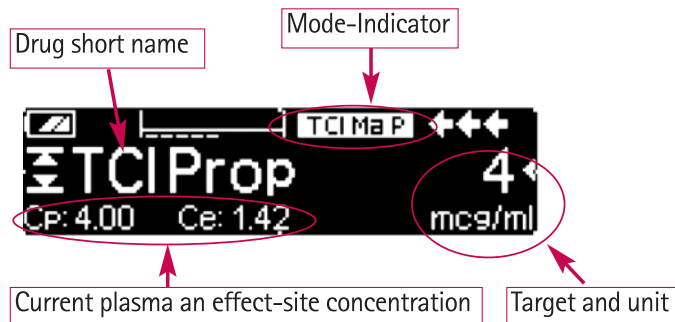 Mode-Indicator
Drug short name
TCI Ma P
TCI Prop 4
Cp: 4.00 Ce: 1.42 mcg/ml
Current plasma an effect-site concentration
Target and unit